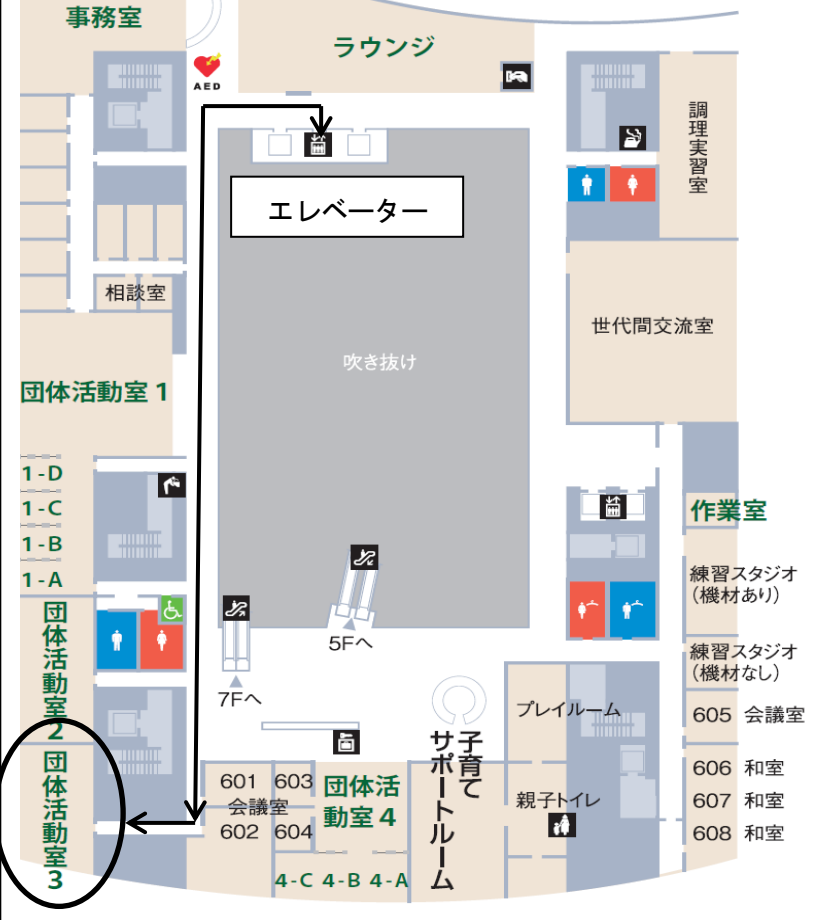 事務室
ラウンジ
AED
調理実習室
エレベーター
相談室
世代間交流室
吹き抜け
団体活動室1
1-D
1-C
1-B
1-A
作業室
練習スタジオ
(機材あり)
団体活動室2
5Fへ
7Fへ
練習スタジオ
(機材なし)
プレイルーム
605 会議室
子育て
サポートルーム
団体活動室3
601 603
会議室
602 604
団体活
動室4
親子トイレ
606 和室
607 和室
608 和室
4-C 4-B 4-A